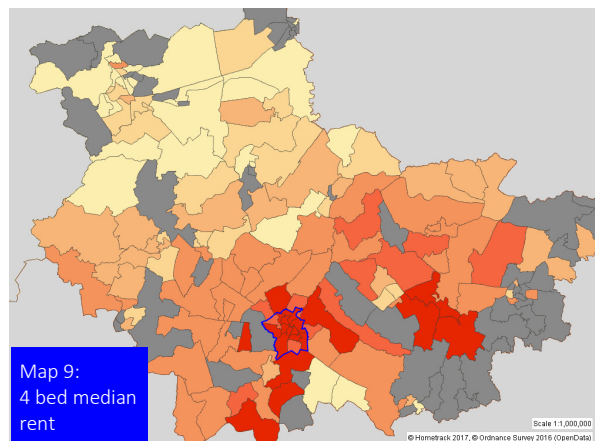 Map 9:
4 bed median
rent
Scale 1:1,000,000
© Hometrack 2017, © Ordnance Survey 2016 (OpenData)